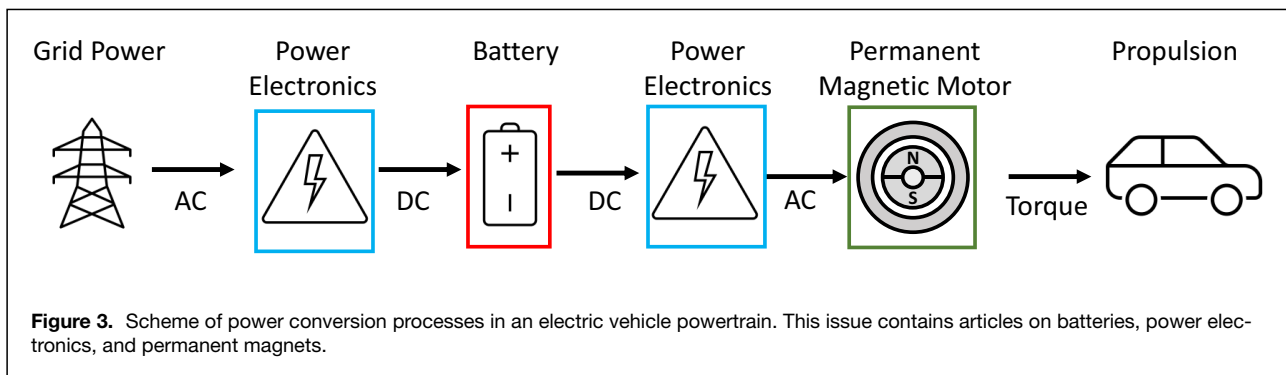 Grid Power
Power
Electronics
Battery
Power
Electronics
Permanent
Magnetic Motor
Propulsion
AC
DC
+
I
DC
AC
N
S
Torque
Figure 3. Scheme of power conversion processes in an electric vehicle powertrain. This issue contains articles on batteries, power elec-
tronics, and permanent magnets.